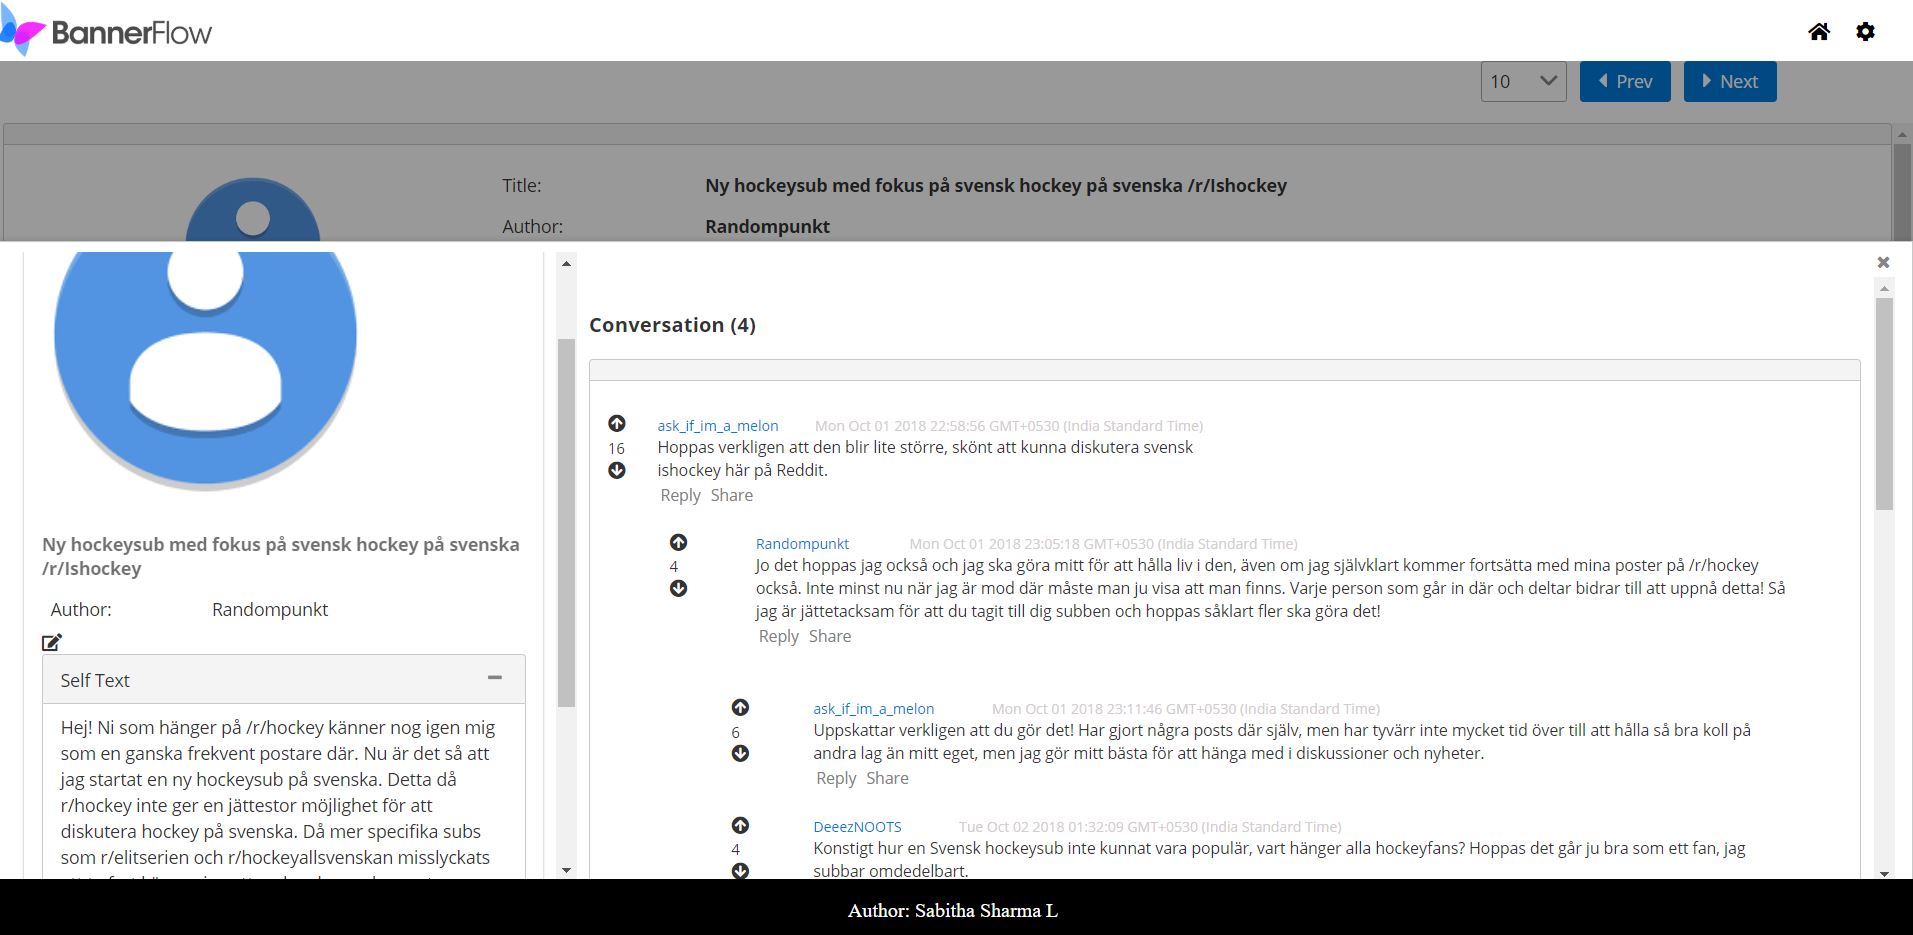 BannerFlow
10
Prev
Next
Title: Ny hockeysub med fokus på svensk hockey på svenska /r/Ishockey
Author: Randompunkt
Ny hockeysub med fokus på svensk hockey på svenska
/r/Ishockey
Author: Randompunkt
Self Text
Hej! Ni som hänger på /r/hockey känner nog igen mig
som en ganska frekvent postare där. Nu är det så att
jag startat en ny hockeysub på svenska. Detta då
r/hockey inte ger en jättestor möjlighet för att
diskutera hockey på svenska. Då mer specifika subs
som r/elitserien och r/hockeyallsvenskan misslyckats
Conversation (4)
ask_if_im_a_melon Mon Oct 01 2018 22:58:56 GMT+0530 (India Standard Time)
16
Hoppas verkligen att den blir lite större, skönt att kunna diskutera svensk
ishockey här på Reddit.
Reply Share
Randompunkt Mon Oct 01 2018 23:05:18 GMT+0530 (India Standard Time)
4
Jo det hoppas jag också och jag ska göra mitt för att hålla liv i den, även om jag självklart kommer fortsätta med mina poster på /r/hockey
också. Inte minst nu när jag är mod där måste man ju visa att man finns. Varje person som går in där och deltar bidrar till att uppnå detta! Så
jag är jättetacksam för att du tagit till dig subben och hoppas såklart fler ska göra det!
Reply Share
ask_if_im_a_melon Mon Oct 01 2018 23:11:46 GMT+0530 (India Standard Time)
6
Uppskattar verkligen att du gör det! Har gjort några posts där själv, men har tyvärr inte mycket tid över till att hålla så bra koll på
andra lag än mitt eget, men jag gör mitt bästa för att hänga med i diskussioner och nyheter.
Reply Share
DeeezNOOTS Tue Oct 02 2018 01:32:09 GMT+0530 (India Standard Time)
4
Konstigt hur en Svensk hockeysub inte kunnat vara populär, vart hänger alla hockeyfans? Hoppas det går ju bra som ett fan, jag
subbar omdedelbart.
Author: Sabitha Sharma L